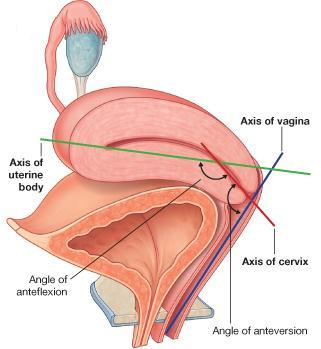 Axis of vagina
Axis of
uterine
body
Axis of cervix
Angle of
anteflexion
Angle of anteversion